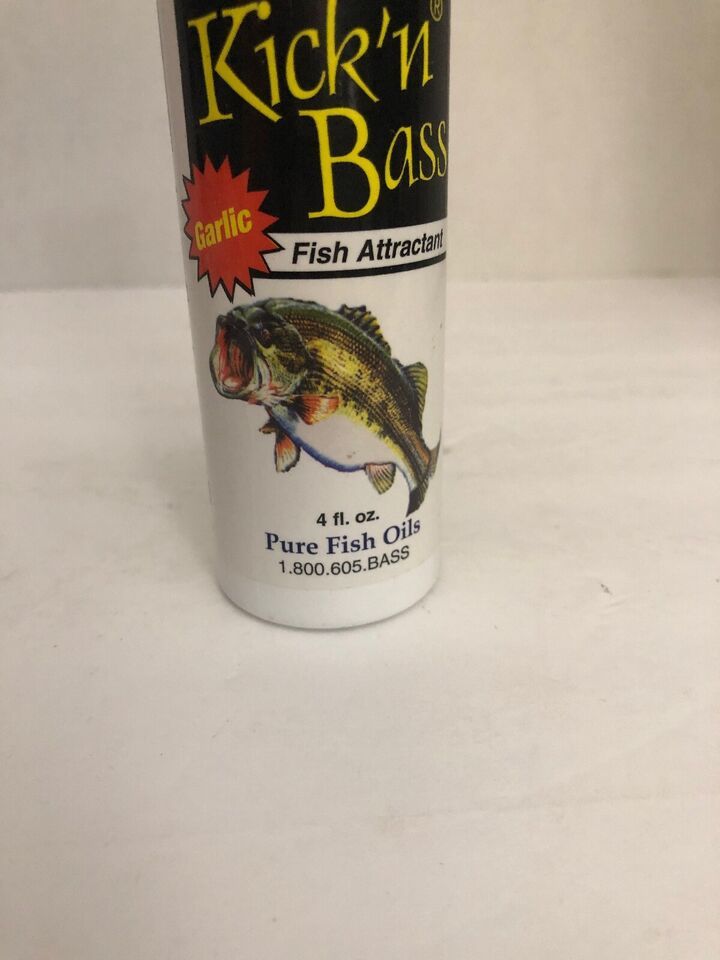 Kick'n®
Bass
Garlic
Fish Attractant
4 fl. oz.
Pure Fish Oils
1.800.605.BASS